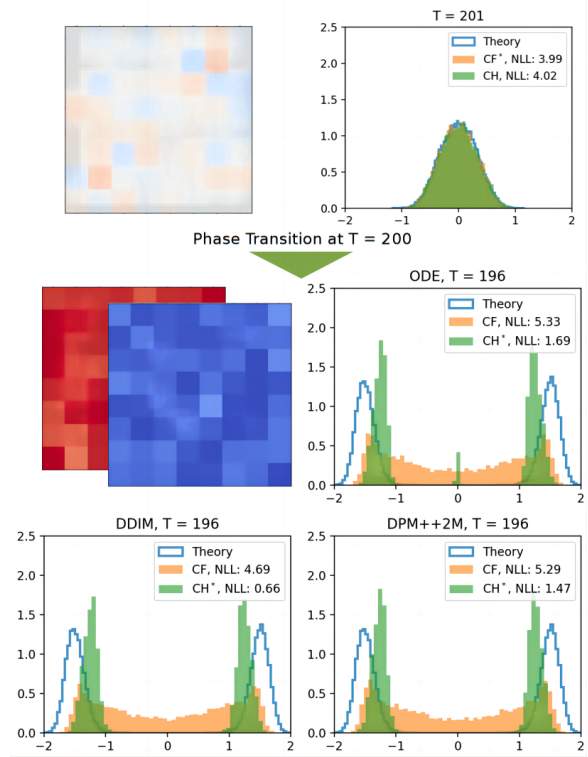 T = 201
2.5
2.0
1.5
1.0
0.5
0.0
−2 −1 0 1 2
Theory
CF*, NLL: 3.99
CH, NLL: 4.02
Phase Transition at T = 200
ODE, T = 196
2.5
2.0
1.5
1.0
0.5
0.0
−2 −1 0 1 2
Theory
CF, NLL: 5.33
CH*, NLL: 1.69
DDIM, T = 196
2.5
2.0
1.5
1.0
0.5
0.0
−2 −1 0 1 2
Theory
CF, NLL: 4.69
CH*, NLL: 0.66
DPM++2M, T = 196
2.5
2.0
1.5
1.0
0.5
0.0
−2 −1 0 1 2
Theory
CF, NLL: 5.29
CH*, NLL: 1.47